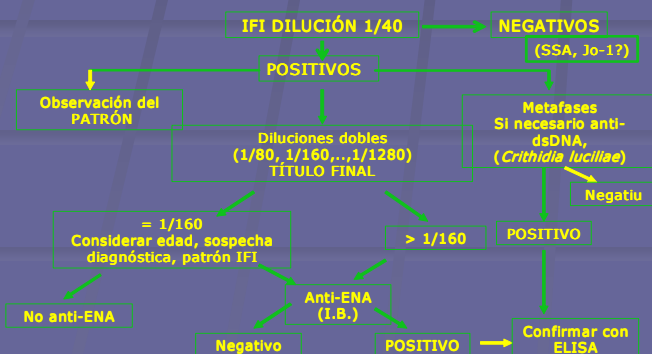 IFI DILUCIÓN 1/40
NEGATIVOS
(SSA, Jo-1?)
POSITIVOS
Observación del
PATRÓN
Diluciones dobles
(1/80, 1/160,..,1/1280)
TÍTULO FINAL
Metafases
Si necesario anti-
dsDNA,
(Crithidia luciliae)
Negatiu
= 1/160
Considerar edad, sospecha
diagnóstica, patrón IFI
> 1/160
POSITIVO
No anti-ENA
Anti-ENA
(I.B.)
Negativo
POSITIVO
Confirmar con
ELISA